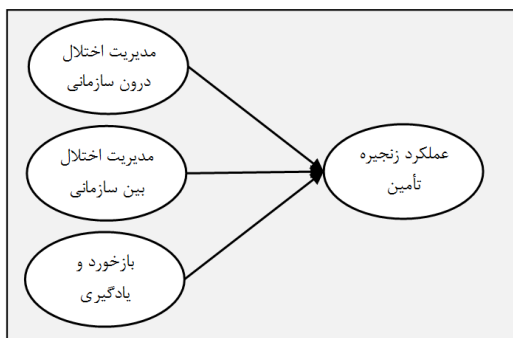 مدیریت اختلال
درون سازمانی
مدیریت اختلال
بین سازمانی
بازخورد و
یادگیری
عملکرد زنجیره
تأمین